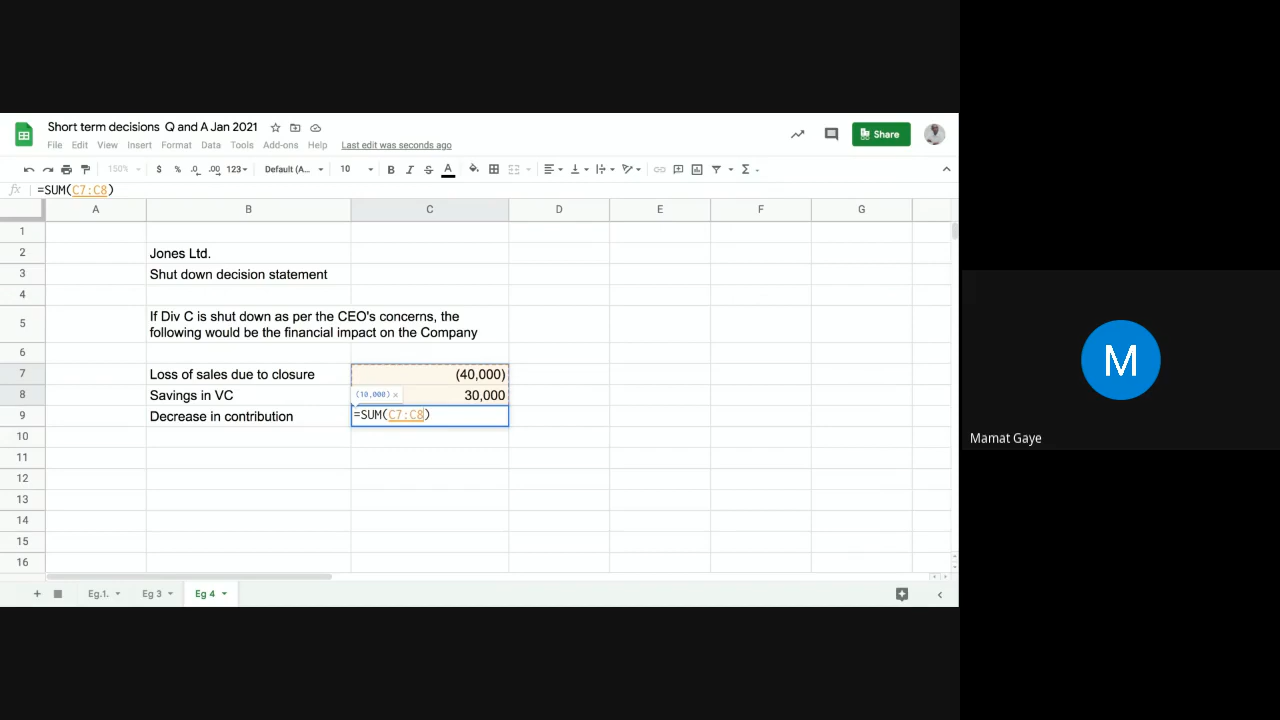 Short term decisions Q and A Jan 2021
File Edit View Insert Format Data Tools Add-ons Help Last edit was seconds ago
Share
150% $ % .0 .00 123 Default (A... 10 B I S A
fx =SUM(C7:C8)
A B C D E F G
1
2 Jones Ltd.
3 Shut down decision statement
4
5 If Div C is shut down as per the CEO's concerns, the
following would be the financial impact on the Company
6
7 Loss of sales due to closure (40,000)
8 Savings in VC (10,000) × 30,000
9 Decrease in contribution =SUM(C7:C8)
10
11
12
13
14
15
16
Eg.1. Eg 3 Eg 4
M
Mamat Gaye